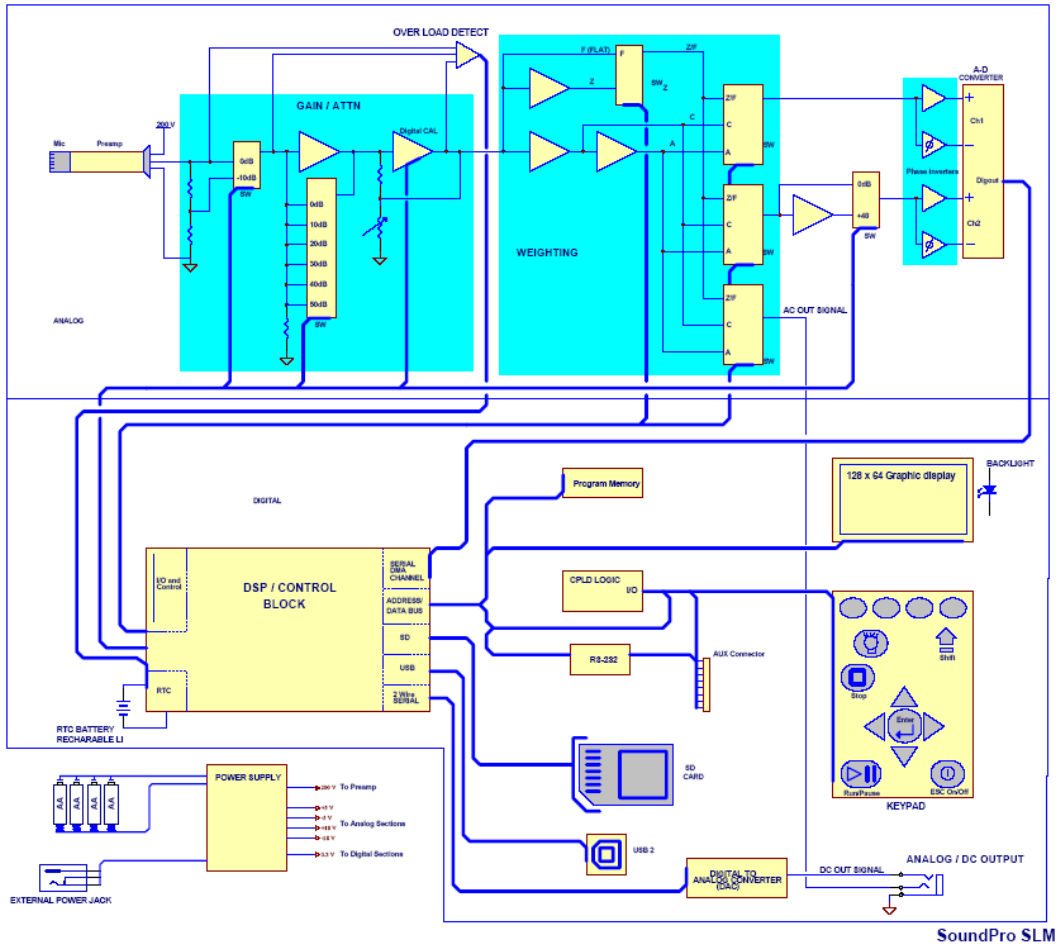 OVER LOAD DETECT
F (FLAT)
Z/F
F
Z
SW Z
A-D
CONVERTER
GAIN / ATTN
200 V
Digital CAL
Mic
Preamp
0dB
-10dB
SW
0dB
10dB
20dB
30dB
40dB
50dB
SW
C
A
Z/F
C
A
SW
Z/F
C
A
SW
Z/F
C
A
SW
WEIGHTING
0dB
+40
SW
Phase Inverters
+
Ch1
-
Digout
+
Ch2
-
AC OUT SIGNAL
ANALOG
DIGITAL
Program Memory
128 x 64 Graphic display
BACKLIGHT
I/O and
Control
DSP / CONTROL
BLOCK
SERIAL
DMA
CHANNEL
ADDRESS/
DATA BUS
SD
USB
2 Wire
SERIAL
RTC
CPLD LOGIC
I/O
RS-232
AUX Connector
Shift
Stop
Enter
Run/Pause
ESC On/Off
KEYPAD
RTC BATTERY
RECHARABLE LI
SD
CARD
POWER SUPPLY
AA
AA
AA
AA
200 V
To Preamp
+5 V
To Analog Sections
3.3 V
To Digital Sections
EXTERNAL POWER JACK
USB 2
DIGITAL TO
ANALOG CONVERTER
(DAC)
DC OUT SIGNAL
ANALOG / DC OUTPUT
SoundPro SLM